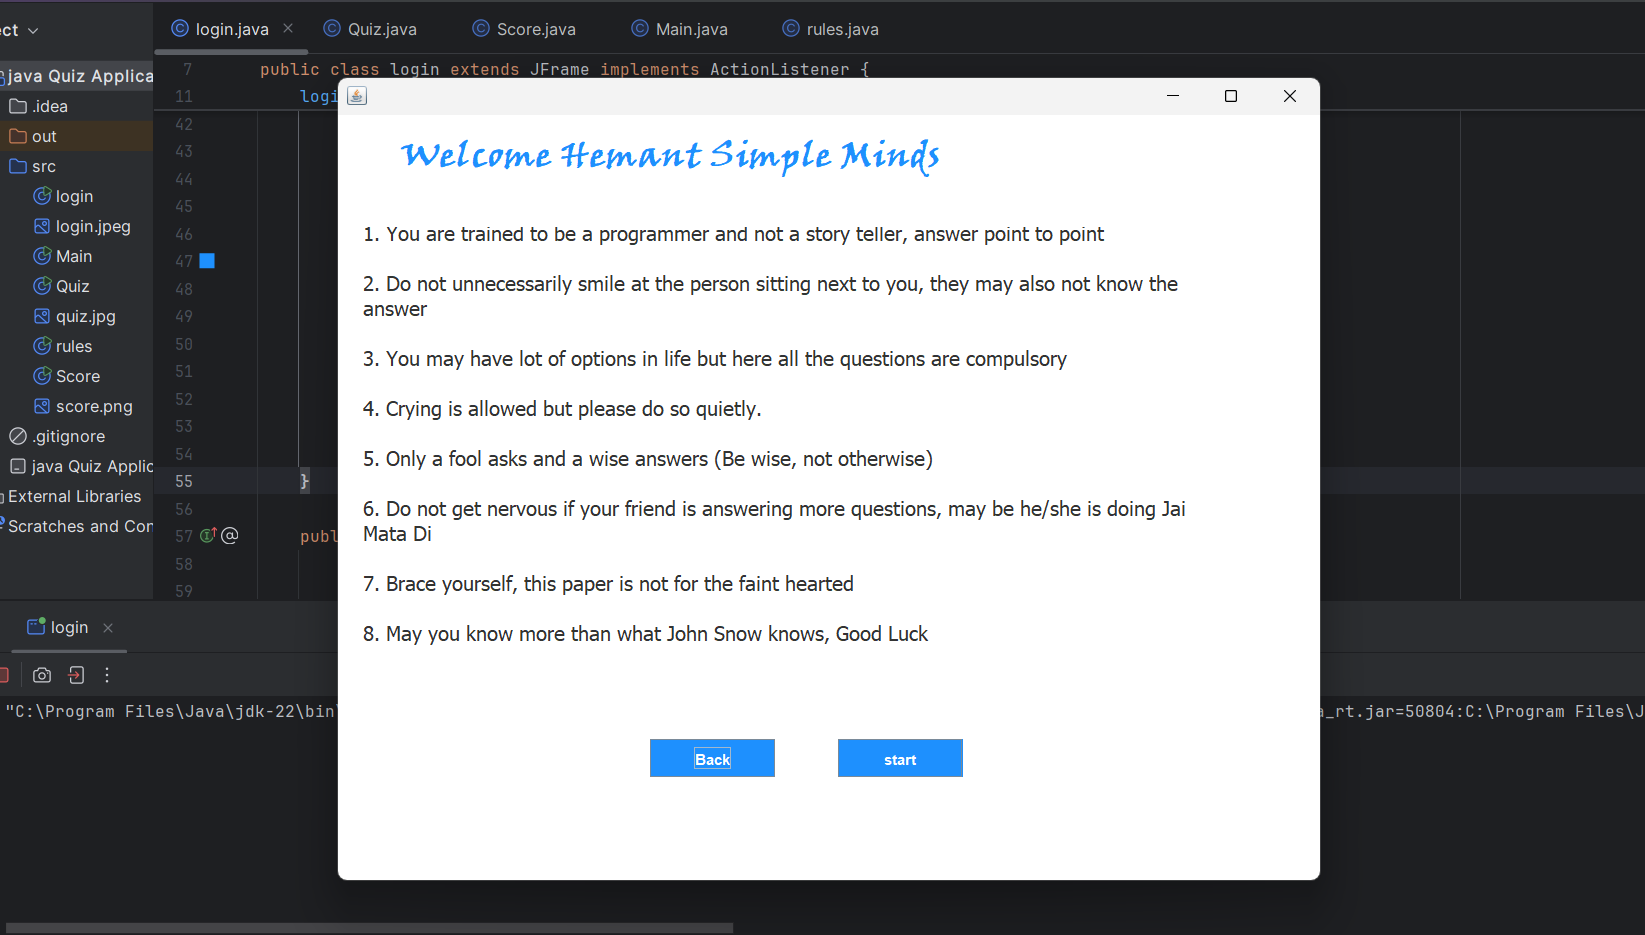 ect
login.java
Quiz.java
Score.java
Main.java
rules.java
java Quiz Applica
.idea
out
src
login
login.jpeg
Main
Quiz
quiz.jpg
rules
Score
score.png
.gitignore
java Quiz Applic
External Libraries
Scratches and Con
7 public class login extends JFrame implements ActionListener {
11 logi
42
43
44
45
46
47
48
49
50
51
52
53
54
55 }
56
57 @ publ
58
59
Welcome Hemant Simple Minds
1. You are trained to be a programmer and not a story teller, answer point to point
2. Do not unnecessarily smile at the person sitting next to you, they may also not know the
answer
3. You may have lot of options in life but here all the questions are compulsory
4. Crying is allowed but please do so quietly.
5. Only a fool asks and a wise answers (Be wise, not otherwise)
6. Do not get nervous if your friend is answering more questions, may be he/she is doing Jai
Mata Di
7. Brace yourself, this paper is not for the faint hearted
8. May you know more than what John Snow knows, Good Luck
Back start
login
"C:\Program Files\Java\jdk-22\bin\ a_rt.jar=50804:C:\Program Files\J